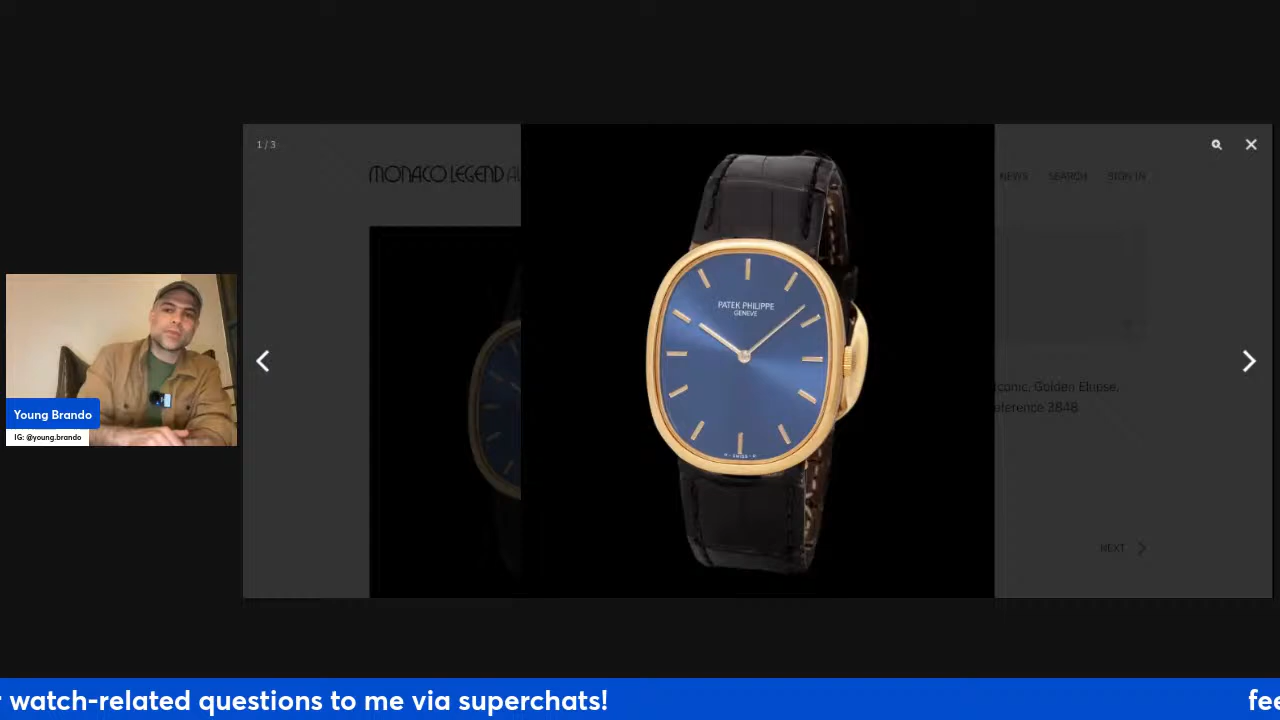 1 / 3
MONACO LEGEND AU
NEWS
SEARCH
SIGN IN
PATEK PHILIPPE
GENEVE
SWISS
Iconic, Golden Ellipse,
eference 3848
NEXT
Young Brando
IG: @young.brando
watch-related questions to me via superchats!
fee